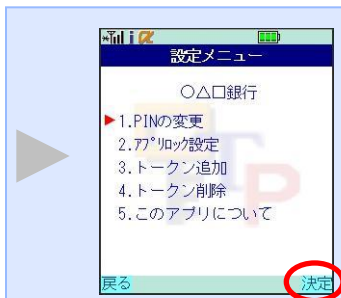 設定メニュー
○△□銀行
1.PINの変更
2.ｱﾌﾟﾘﾛｯｸ設定
3.トークン追加
4.トークン削除
5.このアプリについて
戻る 決定